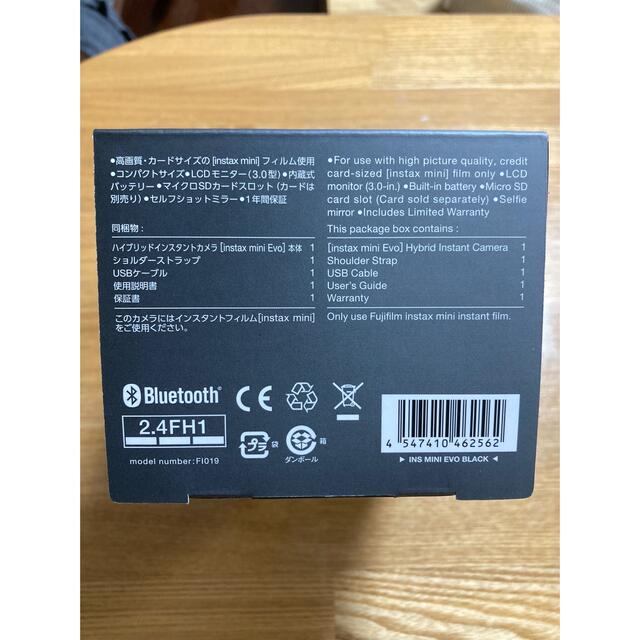 ●高画質・カードサイズの[instax mini]フィルム使用
●コンパクトサイズ●LCDモニター(3.0型)●内蔵式
バッテリー●マイクロSDカードスロット(カードは
別売り)●セルフショットミラー●1年間保証
同梱物：
ハイブリッドインスタントカメラ[instax mini Evo]本体 1
ショルダーストラップ 1
USBケーブル 1
使用説明書 1
保証書 1
このカメラにはインスタントフィルム[instax mini]
をご使用ください。
●For use with high picture quality, credit
card-sized [instax mini] film only ●LCD
monitor (3.0-in.) ●Built-in battery ●Micro SD
card slot (Card sold separately) ●Selfie
mirror ●Includes Limited Warranty
This package box contains :
[instax mini Evo] Hybrid Instant Camera 1
Shoulder Strap 1
USB Cable 1
User's Guide 1
Warranty 1
Only use Fujifilm instax mini instant film.
Bluetooth®
2.4FH1
model number:FI019
CE
プラ
袋
箱
ダンボール
4 547410 462562
INS MINI EVO BLACK